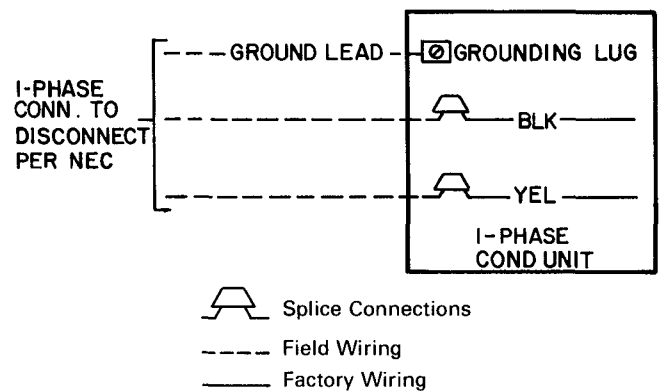 GROUND LEAD
GROUNDING LUG
I-PHASE
CONN. TO
DISCONNECT
PER NEC
BLK
YEL
I-PHASE
COND UNIT
Splice Connections
Field Wiring
Factory Wiring